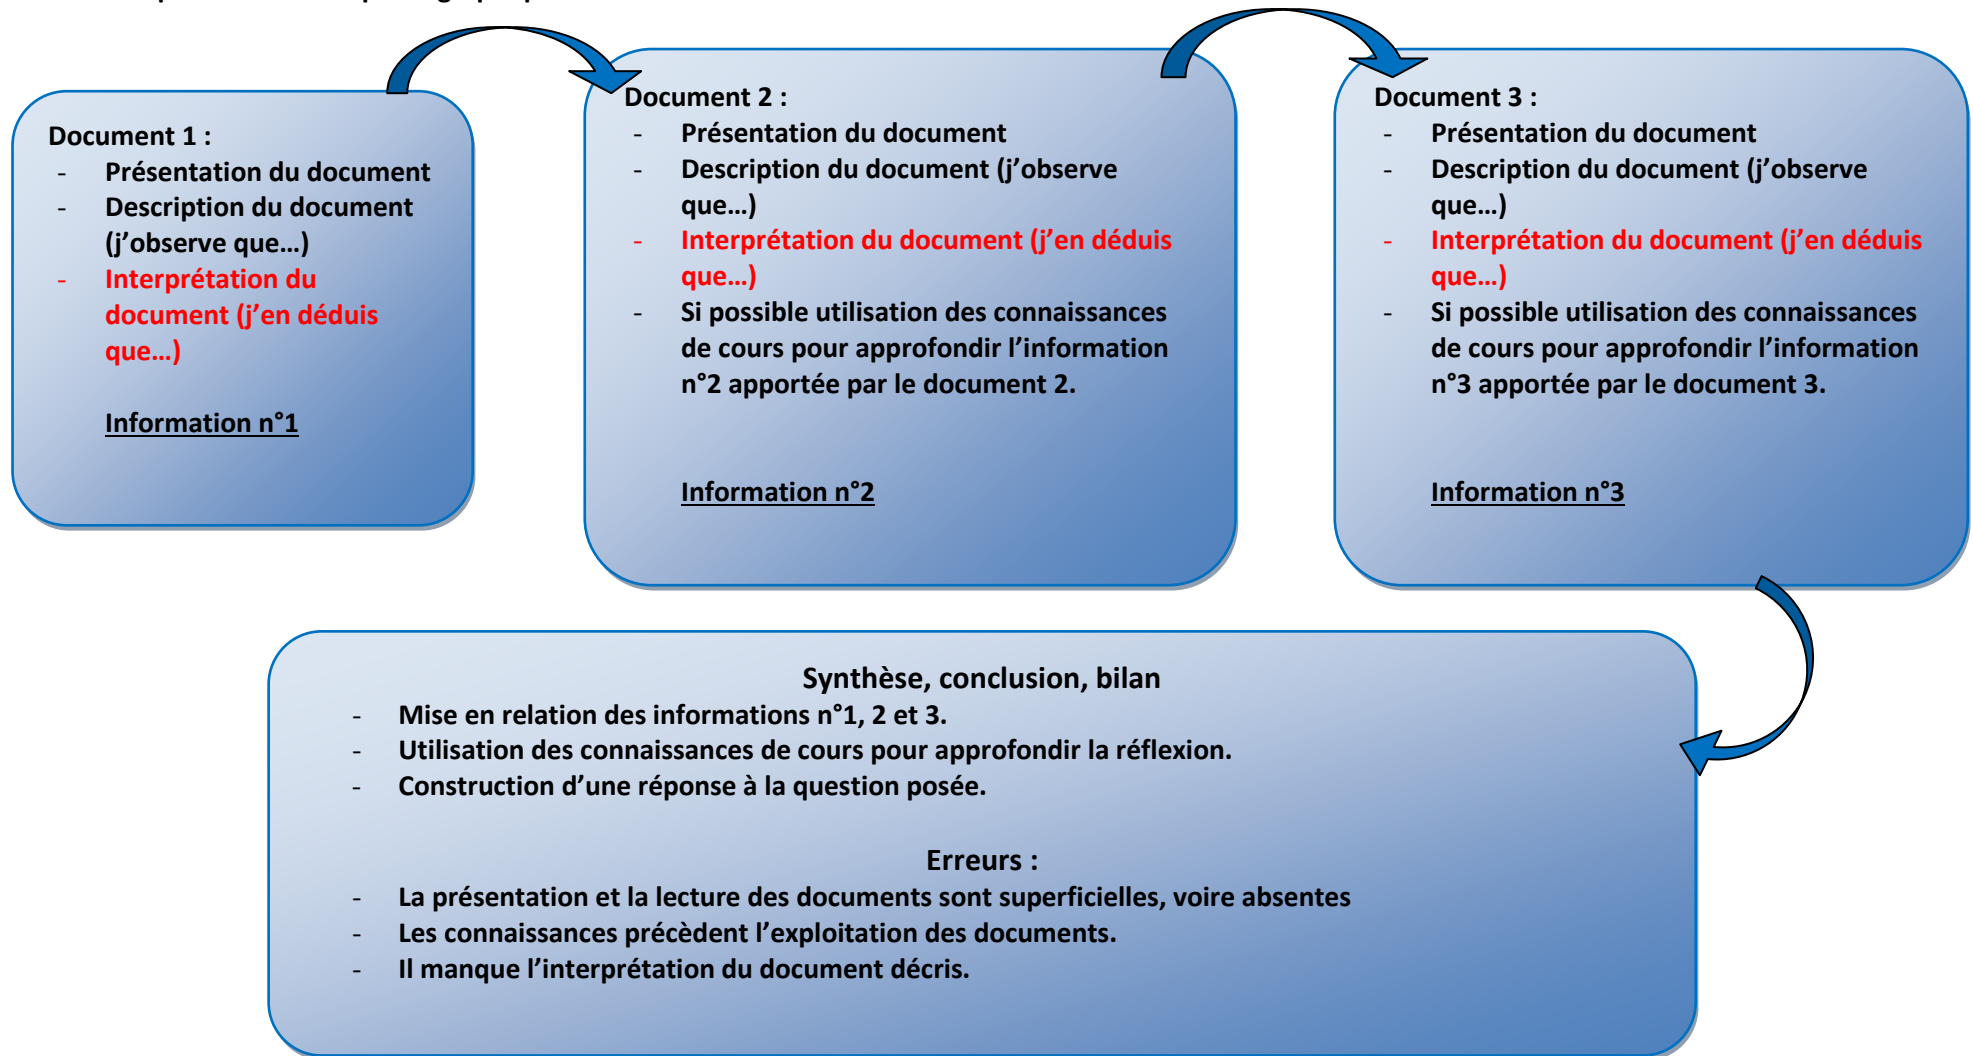 Document 1 :
- Présentation du document
- Description du document
(j’observe que…)
- Interprétation du
document (j’en déduis
que…)
Information n°1
Document 2 :
- Présentation du document
- Description du document (j’observe
que…)
- Interprétation du document (j’en déduis
que…)
- Si possible utilisation des connaissances
de cours pour approfondir l’information
n°2 apportée par le document 2.
Information n°2
Document 3 :
- Présentation du document
- Description du document (j’observe
que…)
- Interprétation du document (j’en déduis
que…)
- Si possible utilisation des connaissances
de cours pour approfondir l’information
n°3 apportée par le document 3.
Information n°3
Synthèse, conclusion, bilan
- Mise en relation des informations n°1, 2 et 3.
- Utilisation des connaissances de cours pour approfondir la réflexion.
- Construction d’une réponse à la question posée.
Erreurs :
- La présentation et la lecture des documents sont superficielles, voire absentes
- Les connaissances précèdent l’exploitation des documents.
- Il manque l’interprétation du document décris.